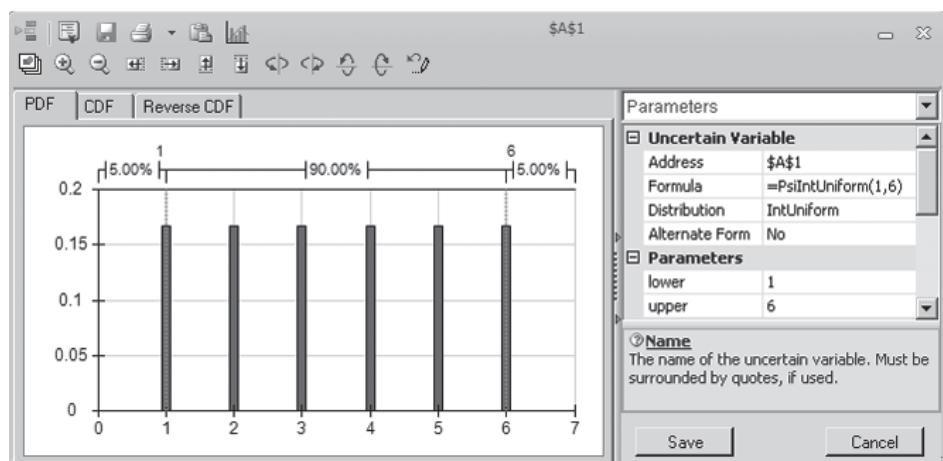 $A$1
PDF CDF Reverse CDF
1 6
5.00% 90.00% 5.00%
0.2
0.15
0.1
0.05
0
0 1 2 3 4 5 6 7
Parameters
Uncertain Variable
Address $A$1
Formula =PsiIntUniform(1,6)
Distribution IntUniform
Alternate Form No
Parameters
lower 1
upper 6
Name
The name of the uncertain variable. Must be
surrounded by quotes, if used.
Save Cancel